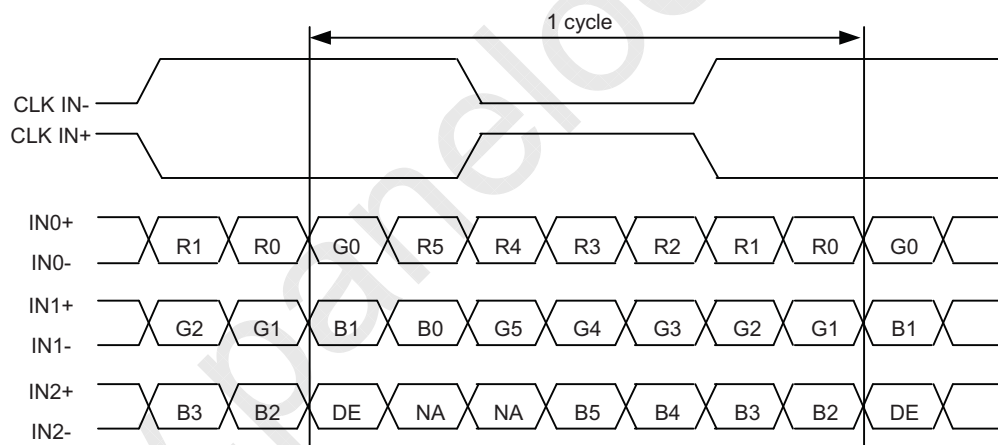 1 cycle
CLK IN-
CLK IN+
IN0+
R1 R0 G0 R5 R4 R3 R2 R1 R0 G0
IN0-
IN1+
G2 G1 B1 B0 G5 G4 G3 G2 G1 B1
IN1-
IN2+
B3 B2 DE NA NA B5 B4 B3 B2 DE
IN2-